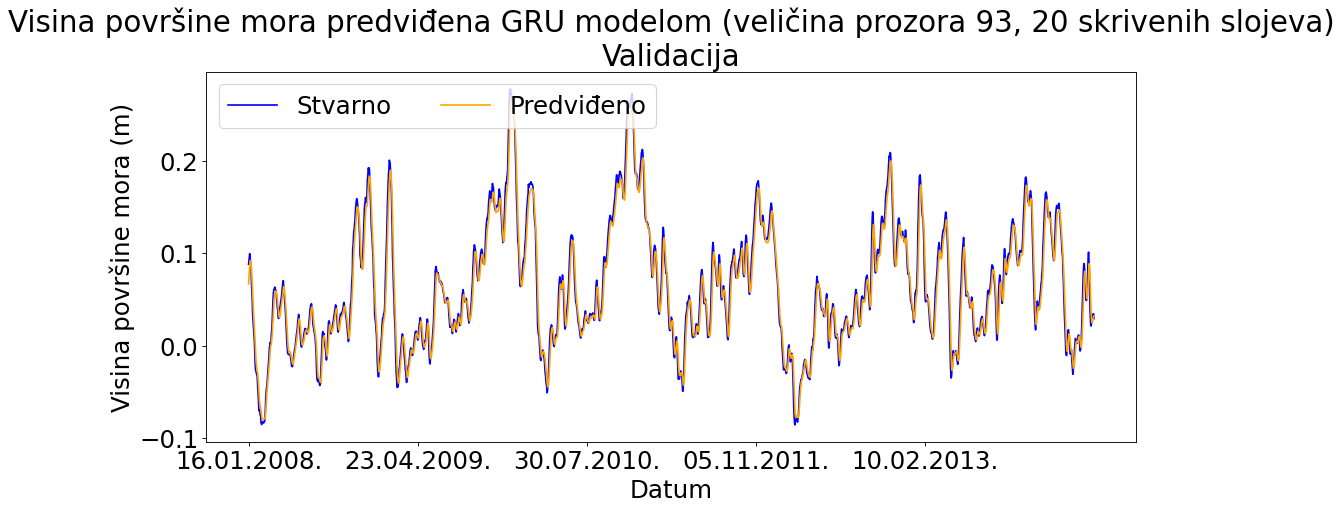 Visina površine mora predviđena GRU modelom (veličina prozora 93, 20 skrivenih slojeva)
Validacija
Stvarno Predviđeno
Visina površine mora (m)
0.2
0.1
0.0
−0.1
16.01.2008. 23.04.2009. 30.07.2010. 05.11.2011. 10.02.2013.
Datum